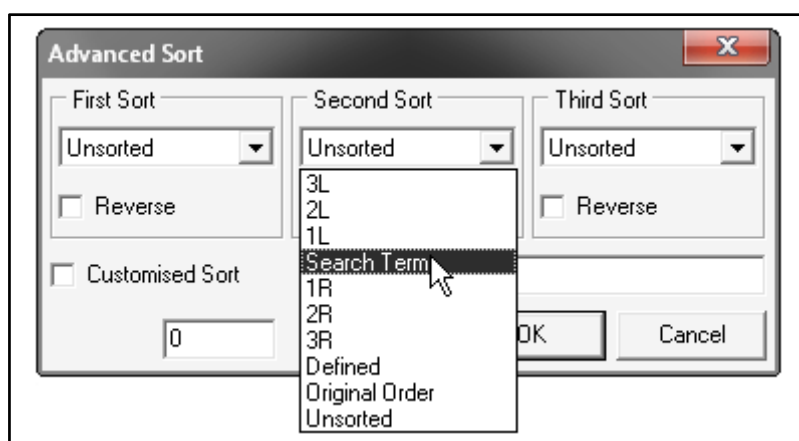 Advanced Sort
First Sort
Second Sort
Third Sort
Unsorted
Unsorted
Unsorted
Reverse
Reverse
3L
2L
1L
Search Term
1R
2R
3R
Defined
Original Order
Unsorted
Customised Sort
0
OK
Cancel